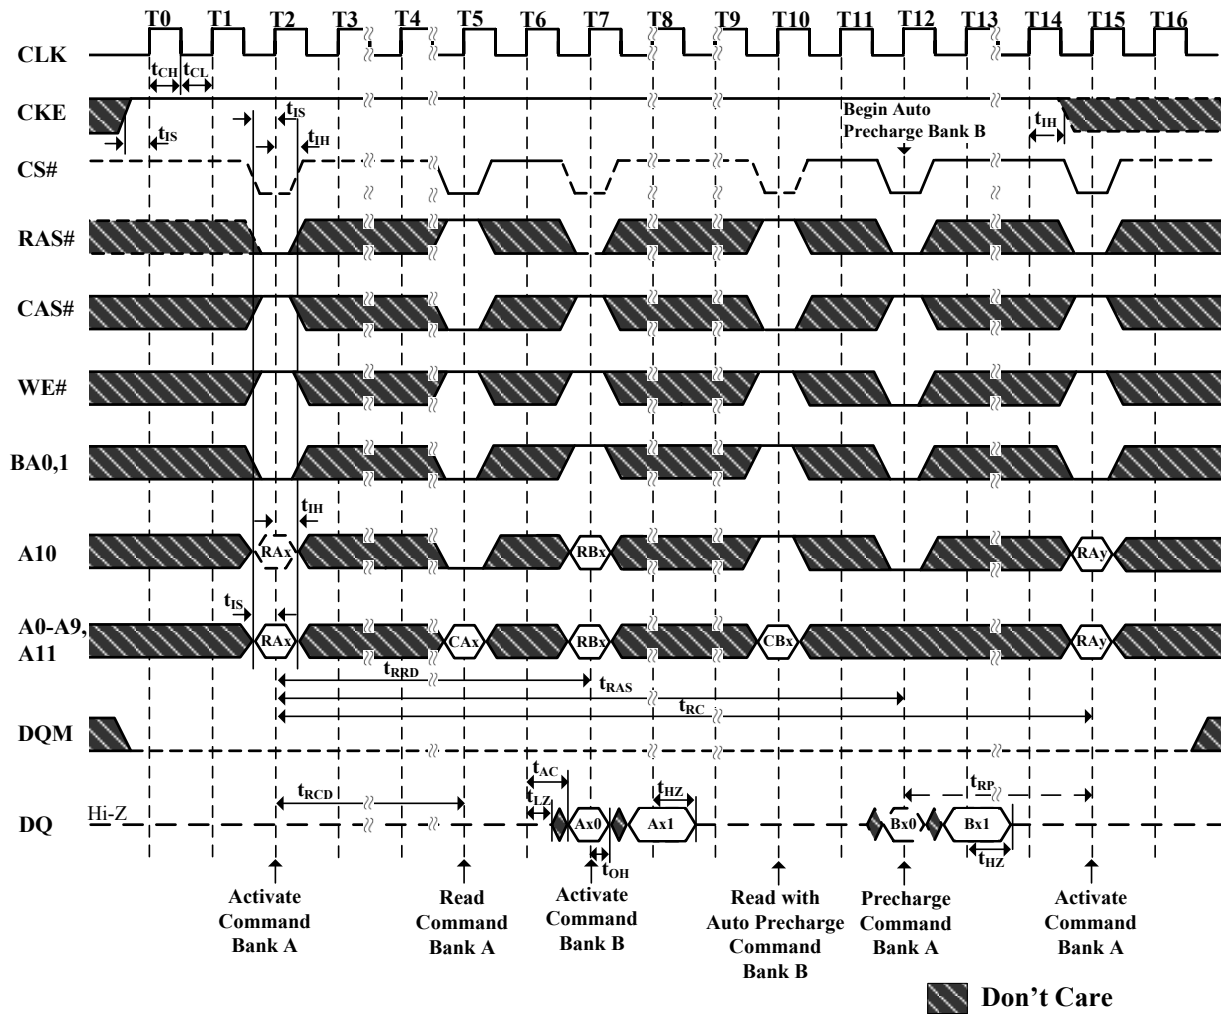 T0 T1 T2 T3 T4 T5 T6 T7 T8 T9 T10 T11 T12 T13 T14 T15 T16
CLK
tCH tCL
CKE
tIS
tIS
tIH
Begin Auto
Precharge Bank B
tIH
CS#
RAS#
CAS#
WE#
BA0,1
tIH
A10
RAx RBx RAy
tIS
A0-A9,
A11
RAx CAx RBx CBx RAy
tRRD
tRAS
tRC
DQM
tRCD
tAC
tLZ
tHZ
tRP
Hi-Z
DQ
Ax0 Ax1 Bx0 Bx1
tOH
tHZ
Activate
Command
Bank A
Read
Command
Bank A
Activate
Command
Bank B
Read with
Auto Precharge
Command
Bank B
Precharge
Command
Bank A
Activate
Command
Bank A
Don't Care